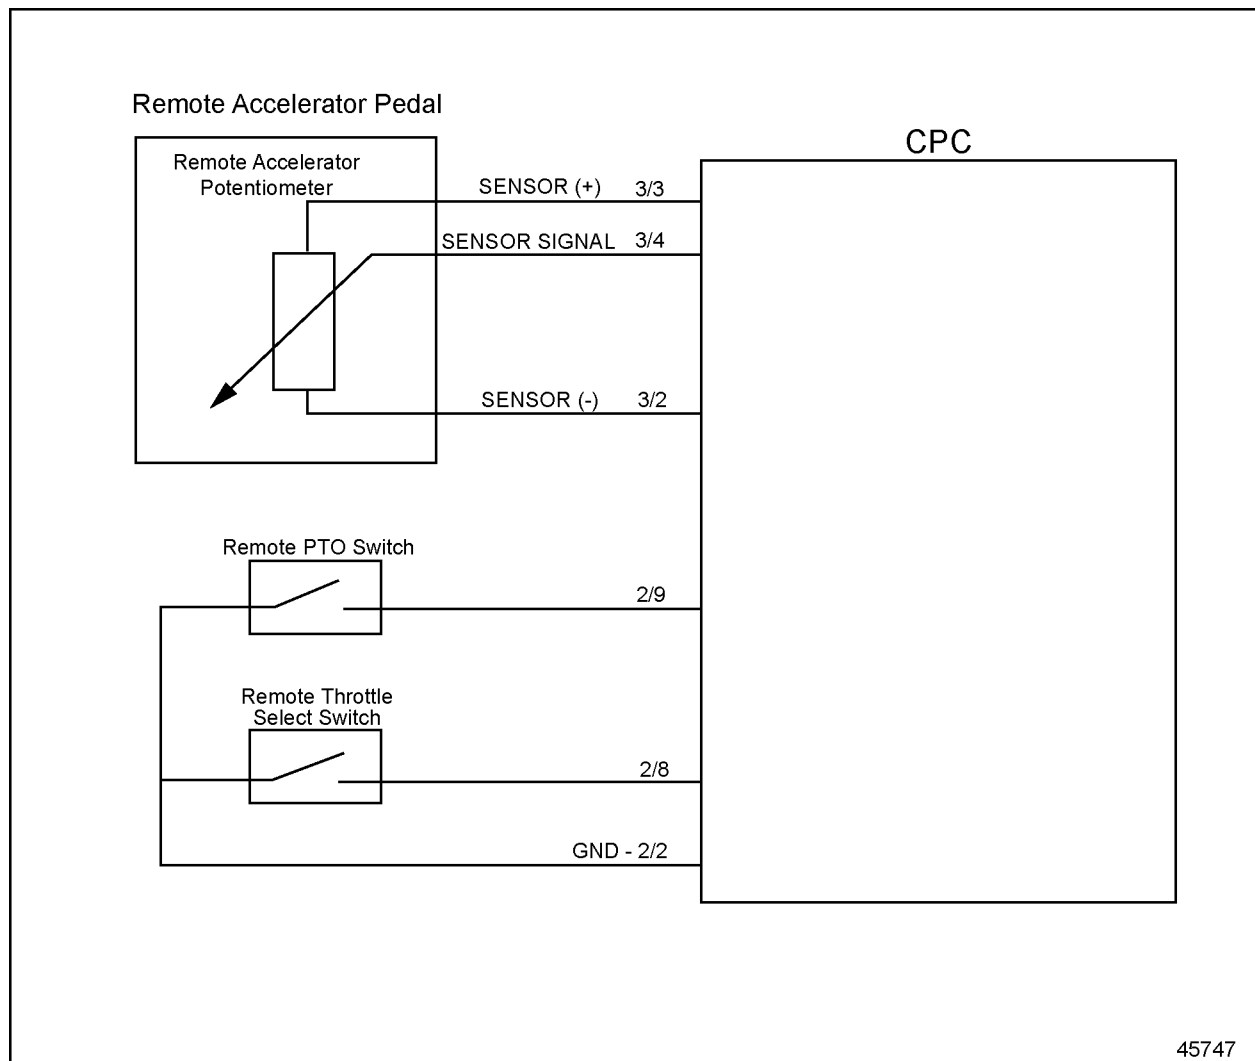 Remote Accelerator Pedal
CPC
Remote Accelerator
Potentiometer
SENSOR (+) 3/3
SENSOR SIGNAL 3/4
SENSOR (-) 3/2
Remote PTO Switch
2/9
Remote Throttle
Select Switch
2/8
GND - 2/2
45747